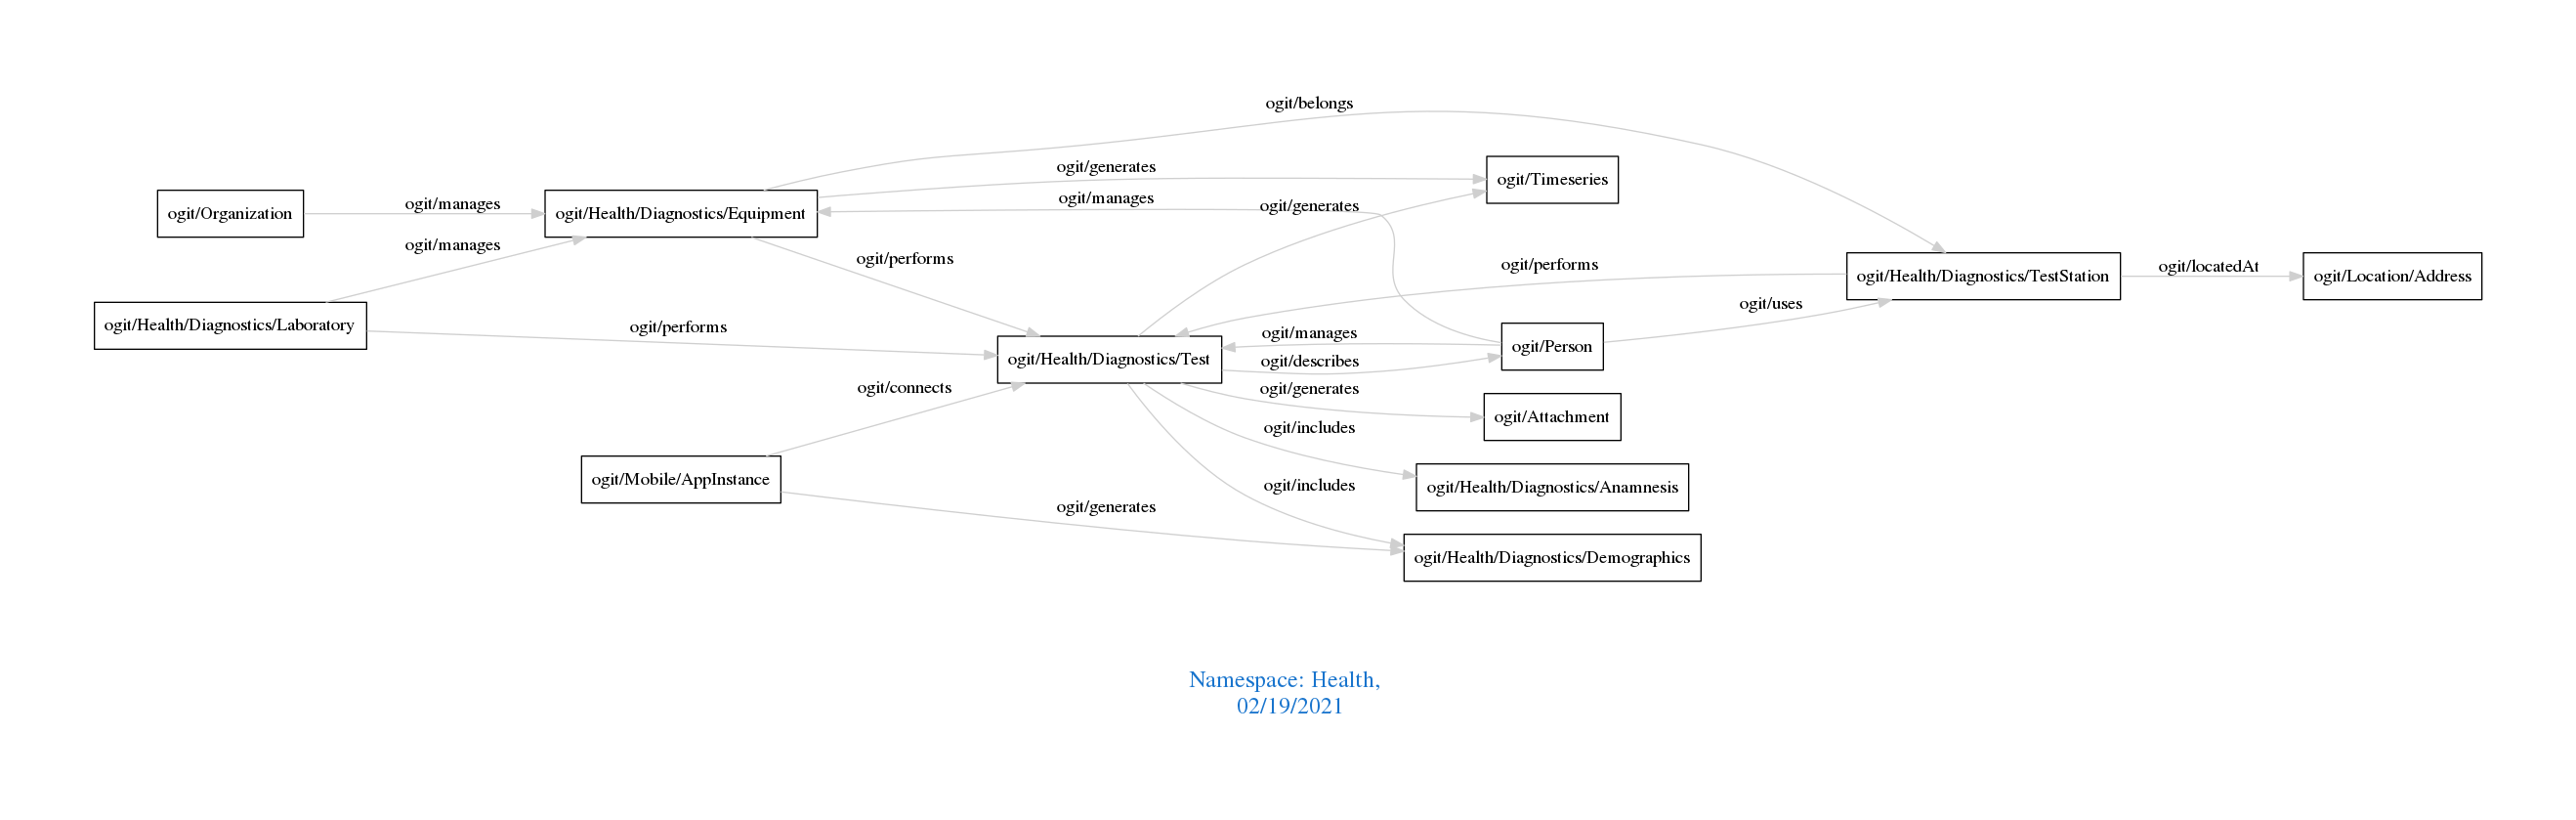 ogit/belongs
ogit/generates
ogit/Timeseries
ogit/manages
ogit/manages
ogit/generates
ogit/Organization
ogit/Health/Diagnostics/Equipment
ogit/manages
ogit/performs
ogit/performs
ogit/locatedAt
ogit/Health/Diagnostics/TestStation
ogit/Location/Address
ogit/uses
ogit/Health/Diagnostics/Laboratory
ogit/performs
ogit/manages
ogit/Person
ogit/Health/Diagnostics/Test
ogit/describes
ogit/connects
ogit/generates
ogit/Attachment
ogit/includes
ogit/Mobile/AppInstance
ogit/includes
ogit/Health/Diagnostics/Anamnesis
ogit/generates
ogit/Health/Diagnostics/Demographics
Namespace: Health,
02/19/2021